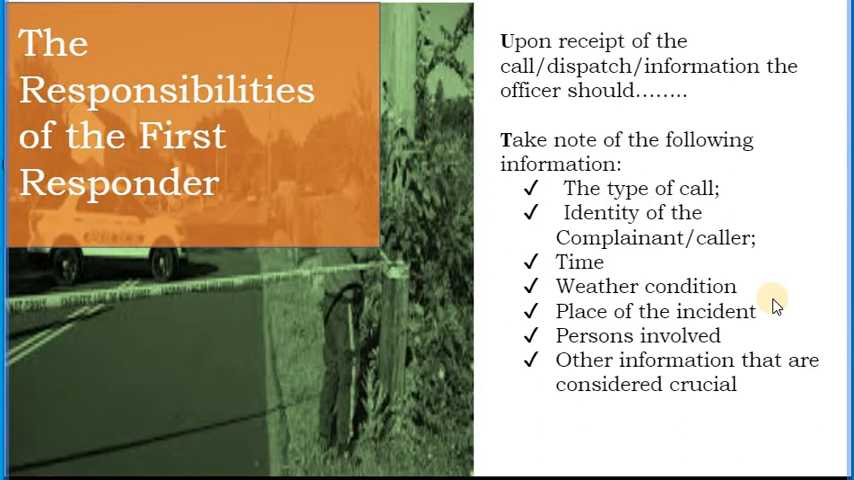 The
Responsibilities
of the First
Responder
Upon receipt of the
call/dispatch/information the
officer should........
Take note of the following
information:
✓ The type of call;
✓ Identity of the
Complainant/caller;
✓ Time
✓ Weather condition
✓ Place of the incident
✓ Persons involved
✓ Other information that are
considered crucial